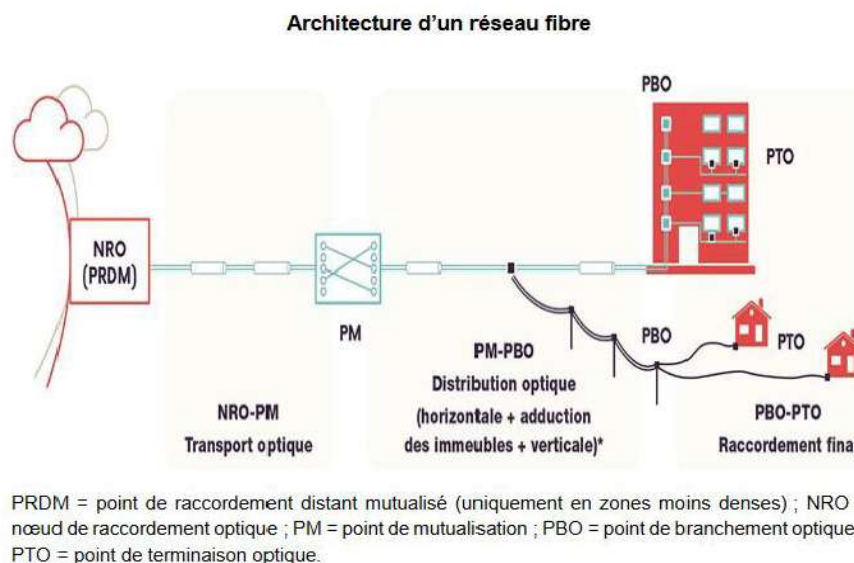 Architecture d'un réseau fibre
PBO
PTO
NRO
(PRDM)
PM
PBO
PTO
PM-PBO
Distribution optique
(horizontale + adduction
des immeubles + verticale)*
NRO-PM
Transport optique
PBO-PTO
Raccordement fina
PRDM = point de raccordement distant mutualisé (uniquement en zones moins denses) ; NRO
nœud de raccordement optique ; PM = point de mutualisation ; PBO = point de branchement optique
PTO = point de terminaison optique.